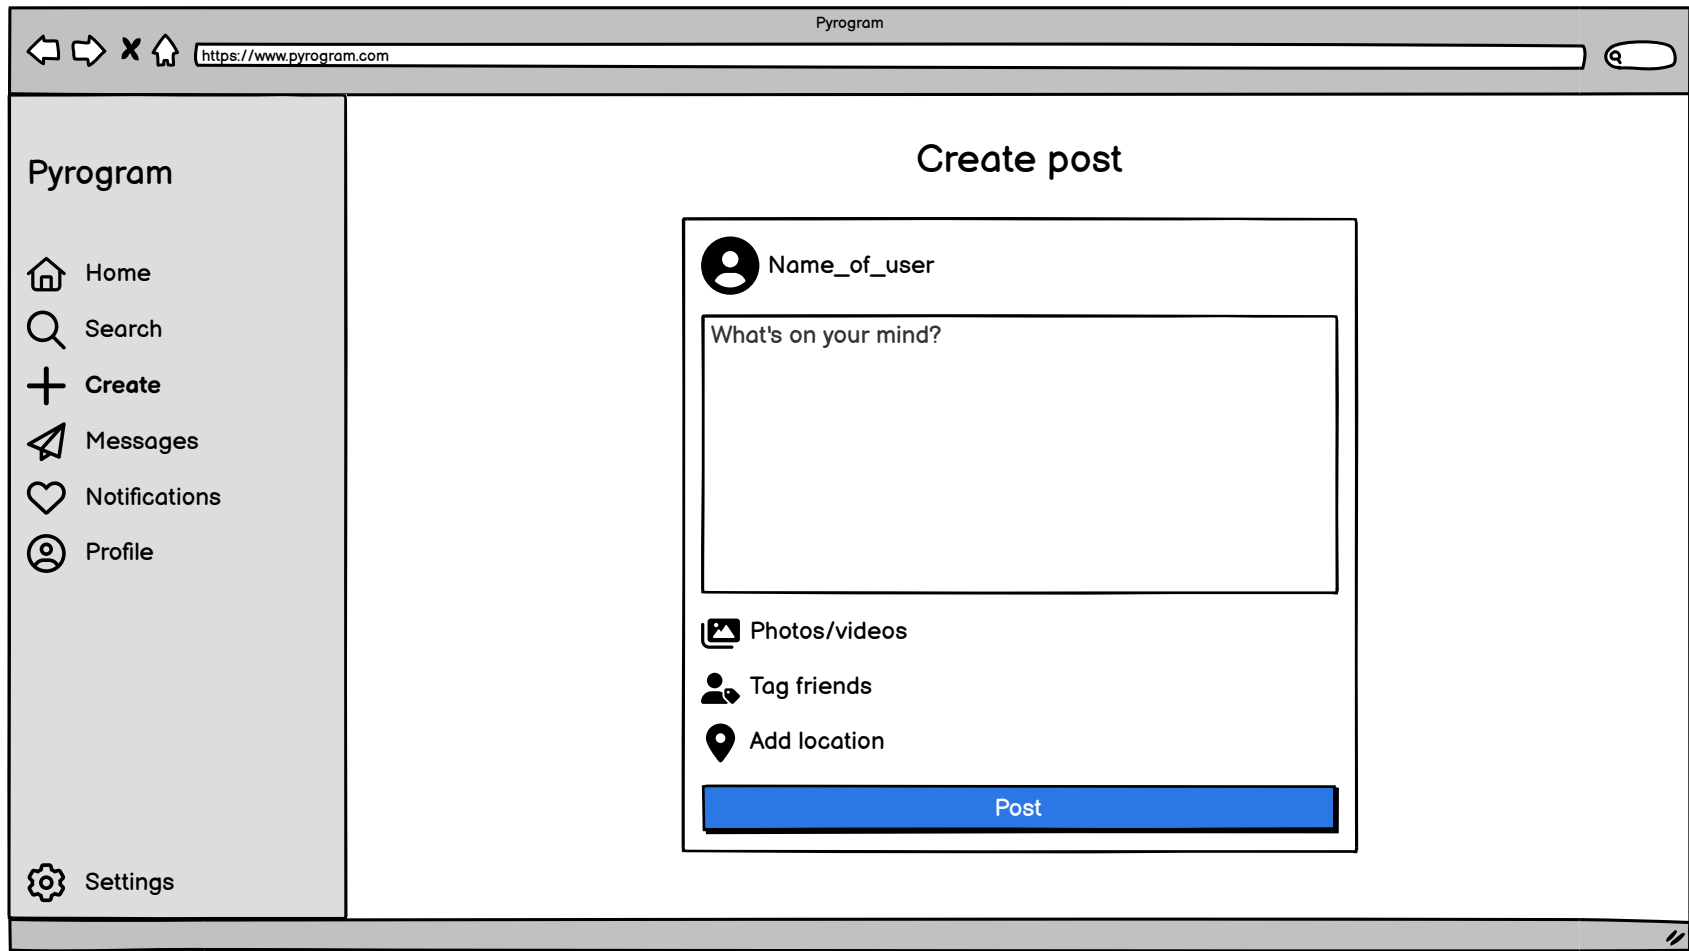 Pyrogram
https://www.pyrogram.com
Pyrogram
Home
Search
Create
Messages
Notifications
Profile
Settings
Create post
Name_of_user
What's on your mind?
Photos/videos
Tag friends
Add location
Post